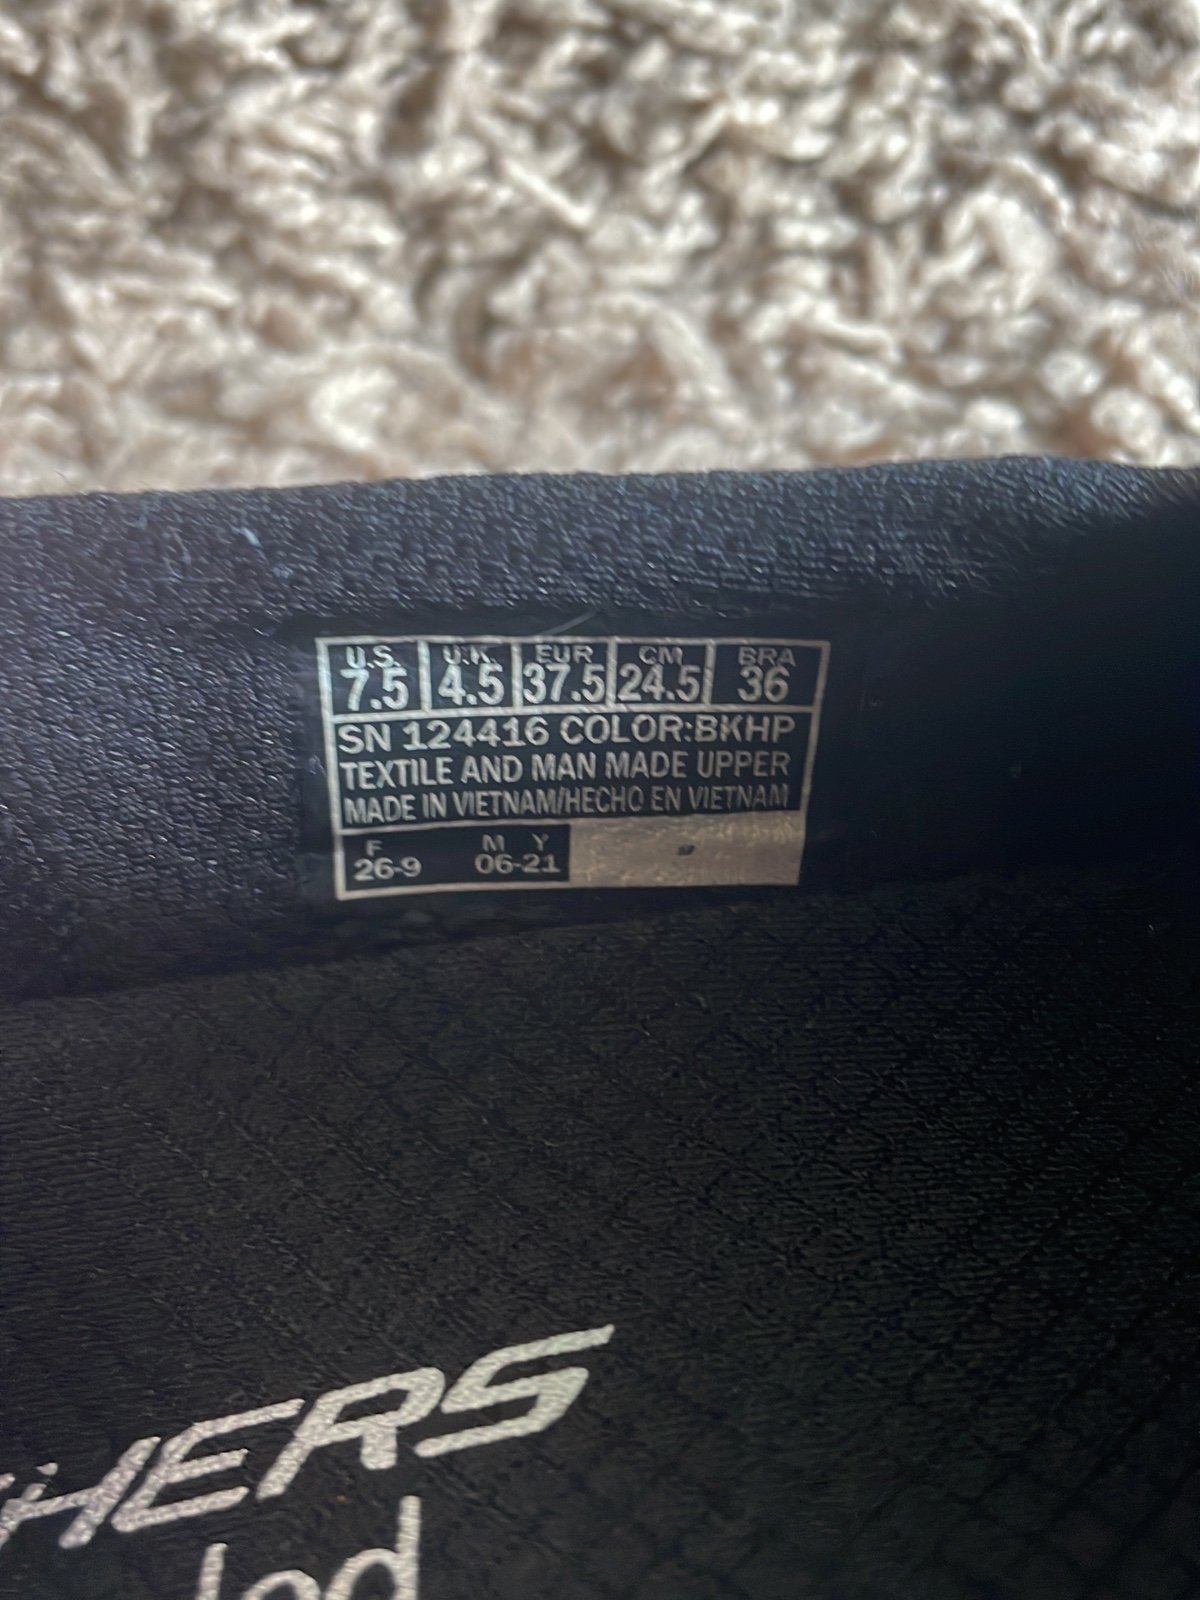 U.S. U.K. EUR CM BRA
7.5 4.5 37.5 24.5 36
SN 124416 COLOR:BKHP
TEXTILE AND MAN MADE UPPER
MADE IN VIETNAM/HECHO EN VIETNAM
F M Y
26-9 06-21
HERS